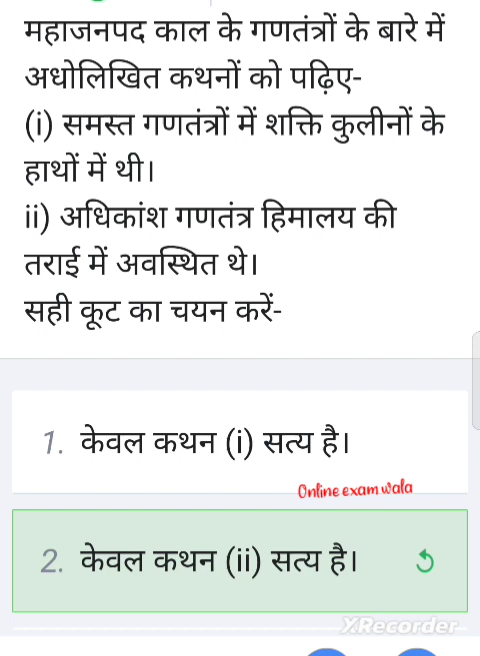 महाजनपद काल के गणतंत्रों के बारे में
अधोलिखित कथनों को पढ़िए-
(i) समस्त गणतंत्रों में शक्ति कुलीनों के
हाथों में थी।
ii) अधिकांश गणतंत्र हिमालय की
तराई में अवस्थित थे।
सही कूट का चयन करें-
1. केवल कथन (i) सत्य है।
Online exam wala
2. केवल कथन (ii) सत्य है।
XRecorder